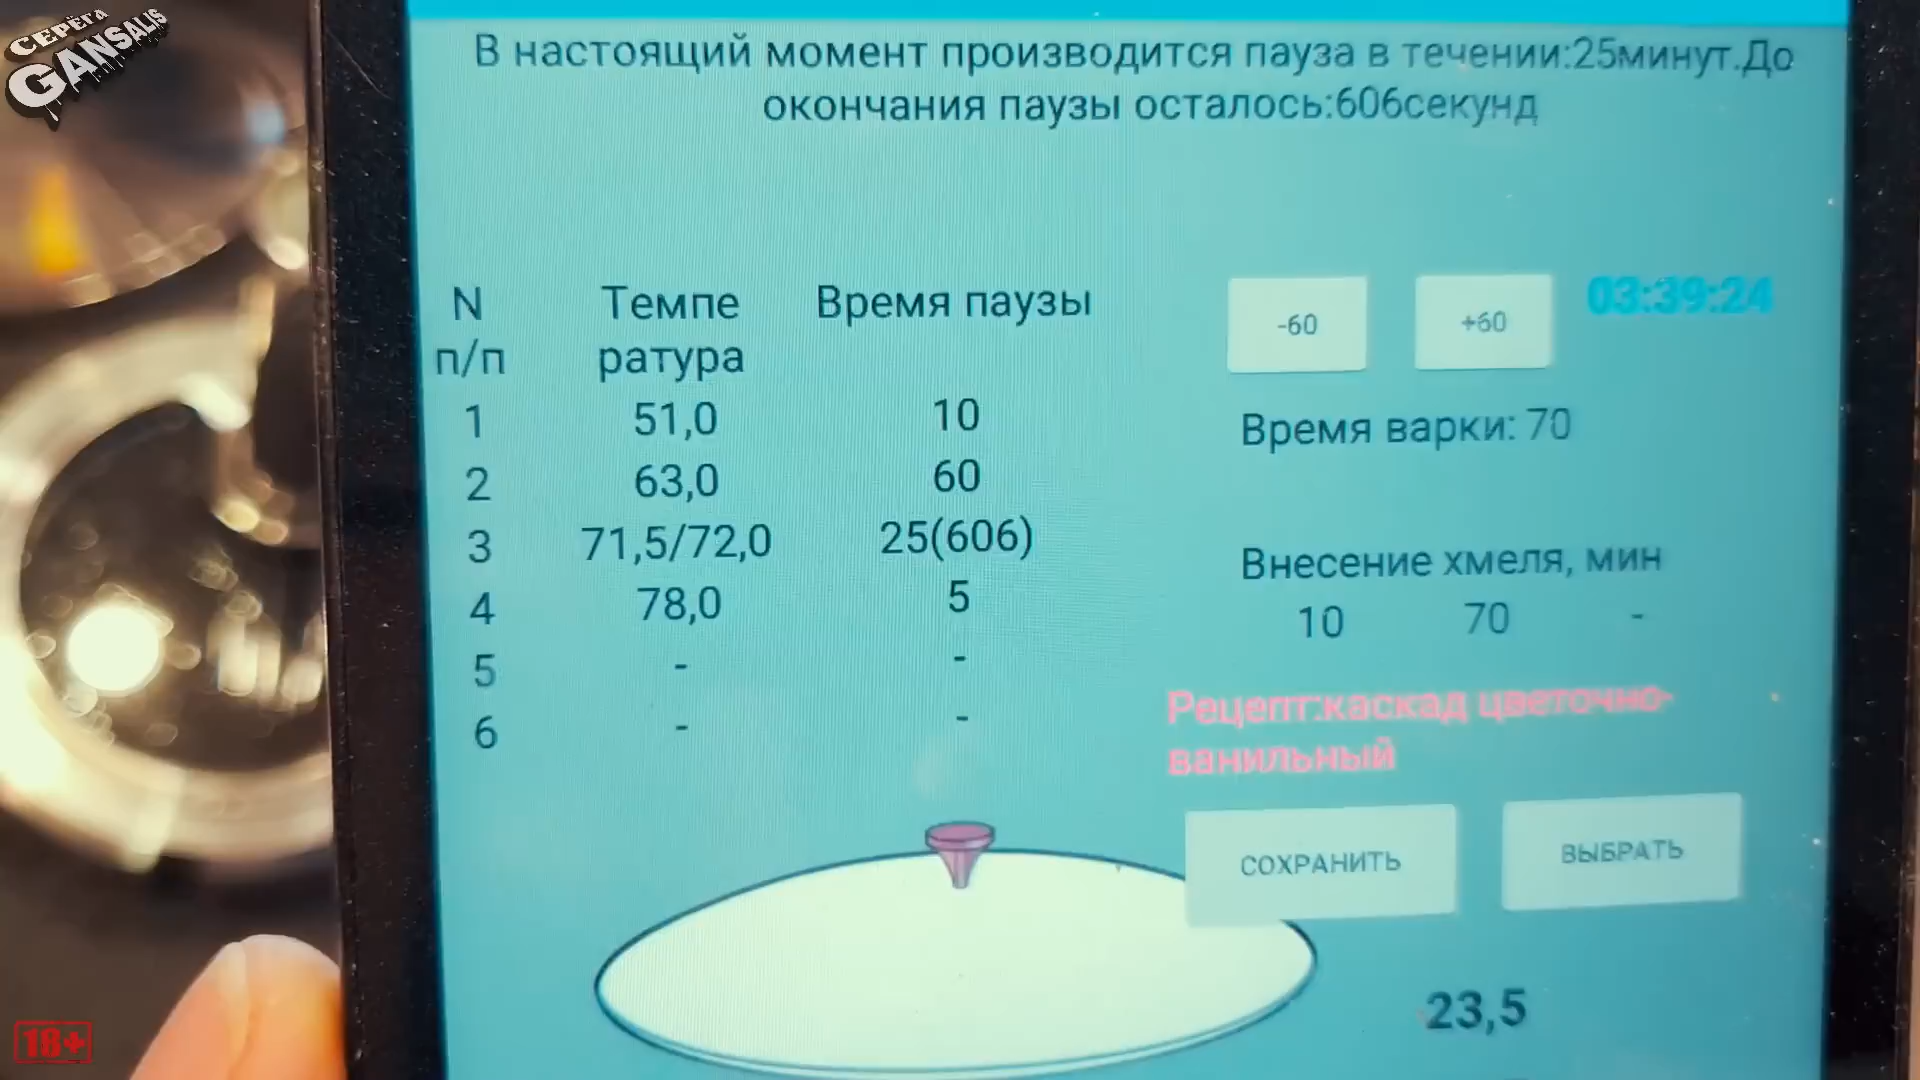 СЕРЁГА
GANSALIS
В настоящий момент производится пауза в течении:25минут.До
окончания паузы осталось:606секунд
N Темпе Время паузы
п/п ратура
1 51,0 10
2 63,0 60
3 71,5/72,0 25(606)
4 78,0 5
5 - -
6 - -
-60 +60 03:39:24
Время варки: 70
Внесение хмеля, мин
10 70 -
Рецепт:каскад цветочно-
ванильный
СОХРАНИТЬ ВЫБРАТЬ
23,5
18+